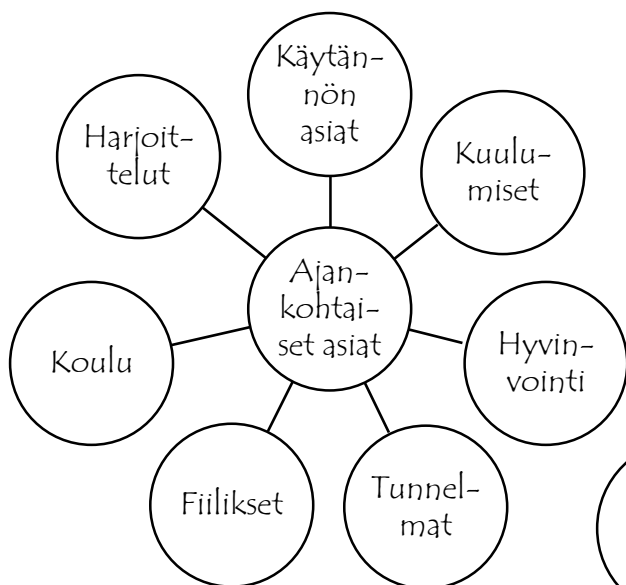 Käytän-
nön
asiat
Harjoit-
telut
Kuulu-
miset
Ajan-
kohtai-
set asiat
Koulu
Hyvin-
vointi
Fiilikset
Tunnel-
mat